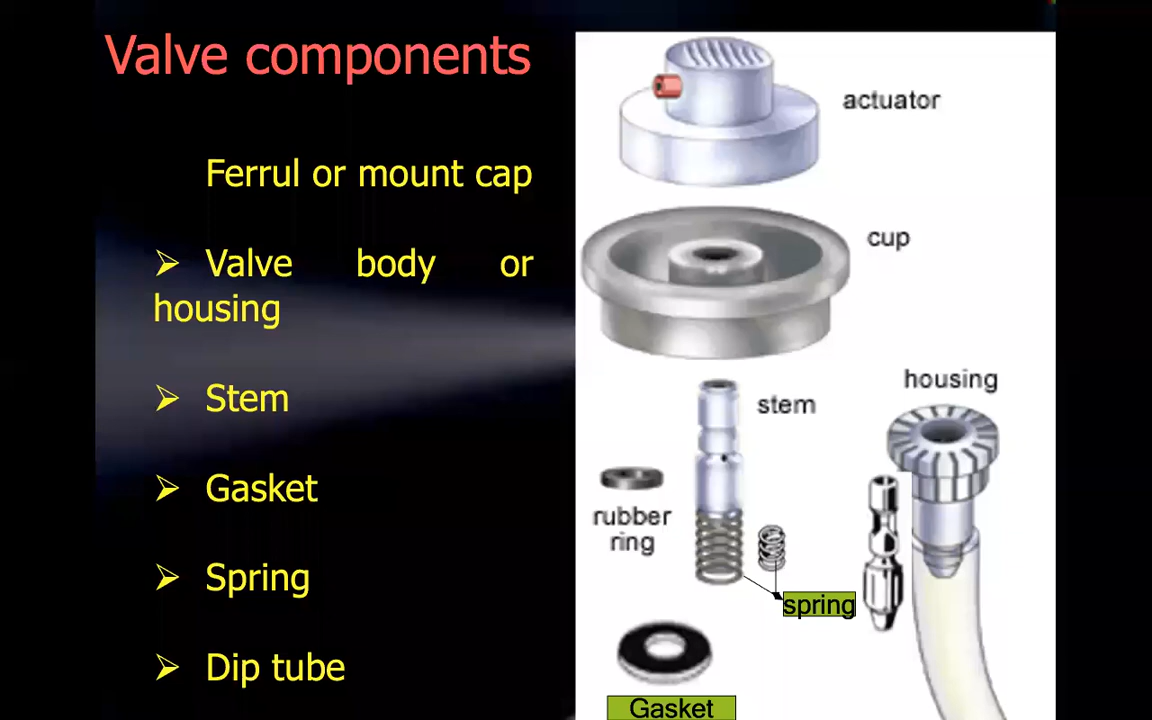 Valve components
Ferrul or mount cap
➢ Valve body or
housing
➢ Stem
➢ Gasket
➢ Spring
➢ Dip tube
actuator
cup
housing
stem
rubber
ring
spring
Gasket